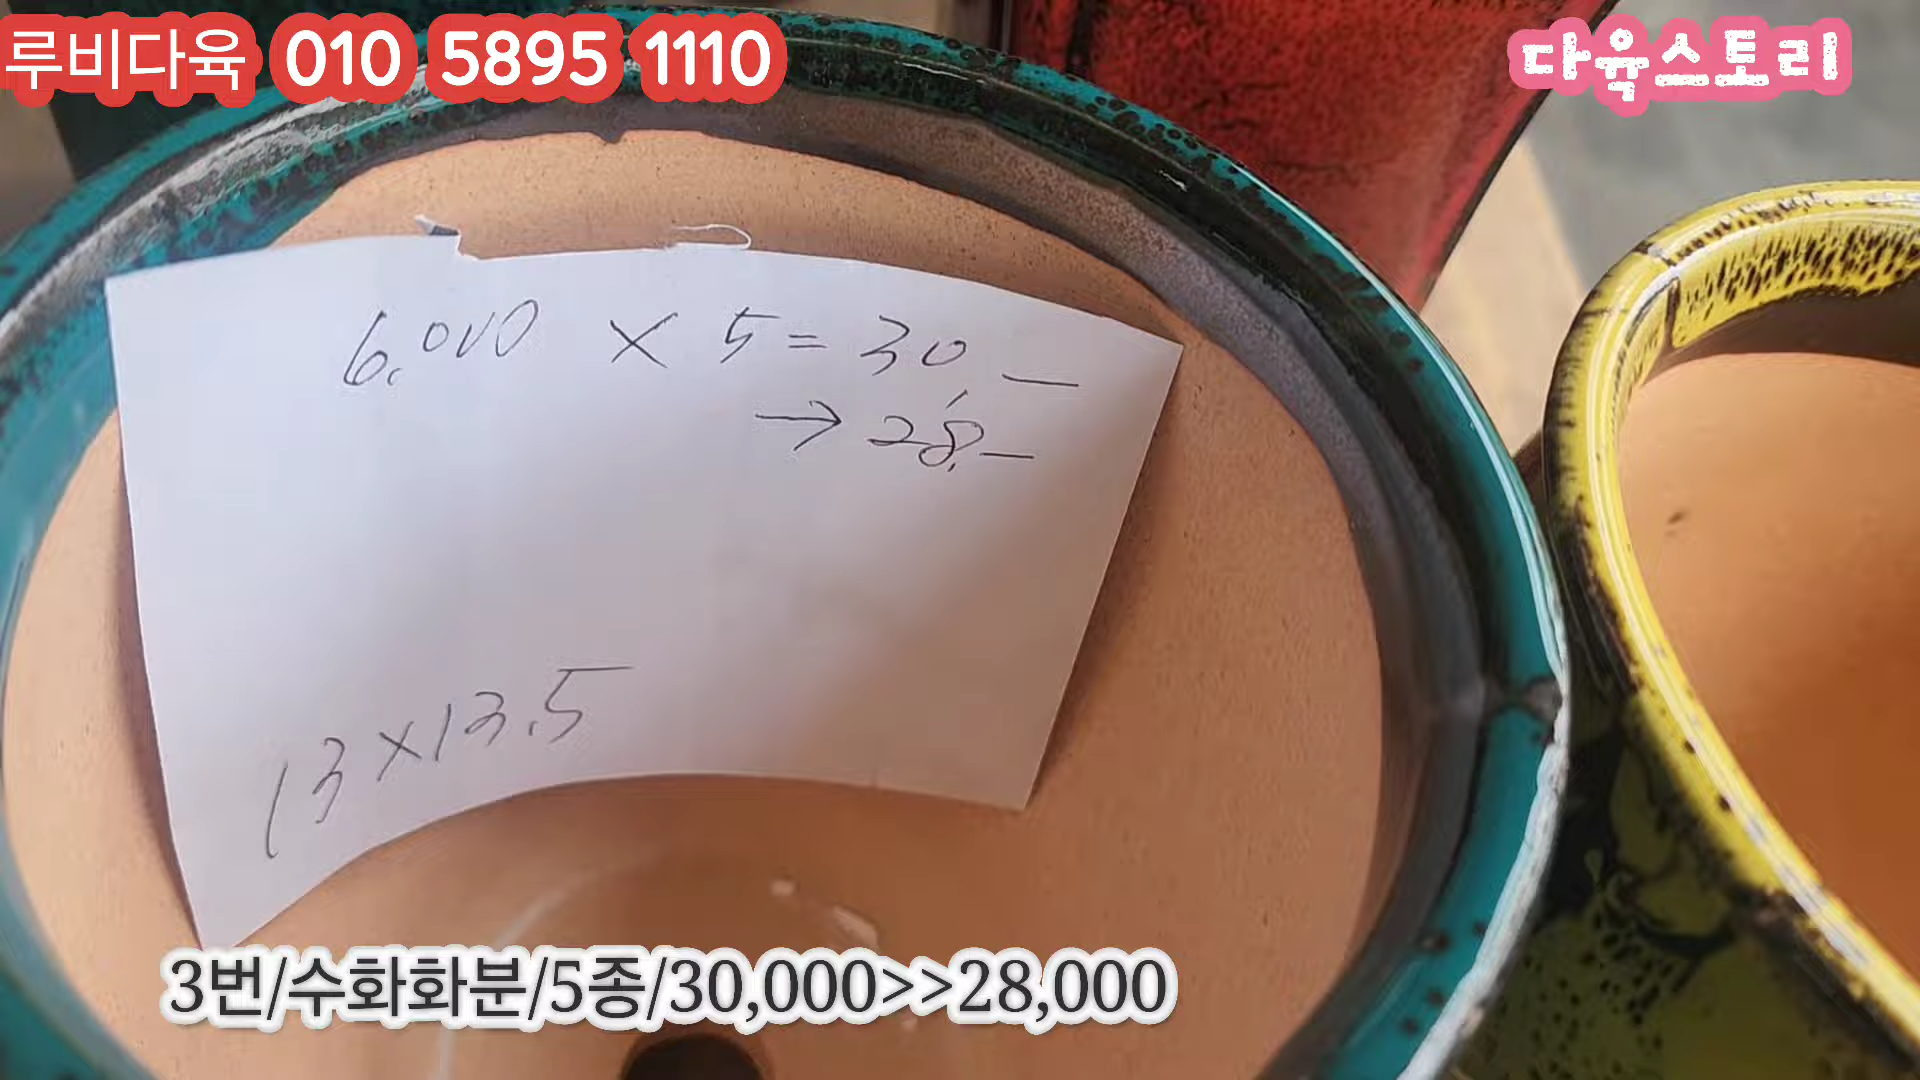 루비다육 010 5895 1110
다육스토리
6,000 × 5 = 30,—
→ 28,—
13×13.5
3번/수화화분/5종/30,000>>28,000